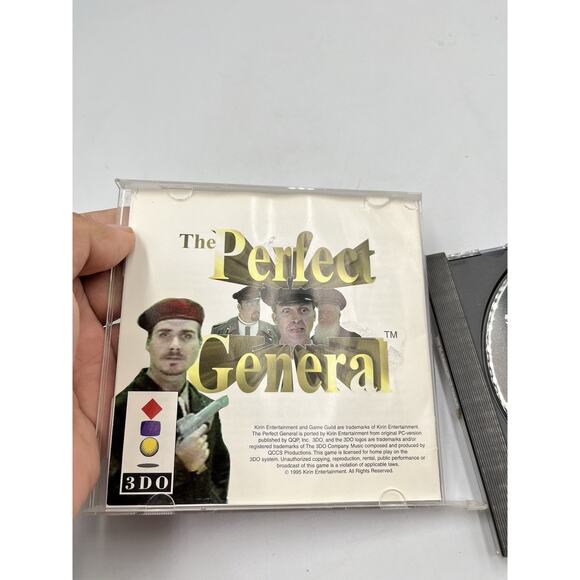 The Perfect
General
TM
Kirin Entertainment and Game Guild are trademarks of Kirin Entertainment.
The Perfect General is ported by Kirin Entertainment from original PC-version
published by QQP, Inc. 3DO, and the 3DO logos are trademarks and/or
registered trademarks of The 3DO Company. Music composed and produced by
QCCS Productions. This game is licensed for home play on the
3DO system. Unauthorized copying, reproduction, rental, public performance or
broadcast of this game is a violation of applicable laws.
© 1995 Kirin Entertainment. All Rights Reserved.
3DO